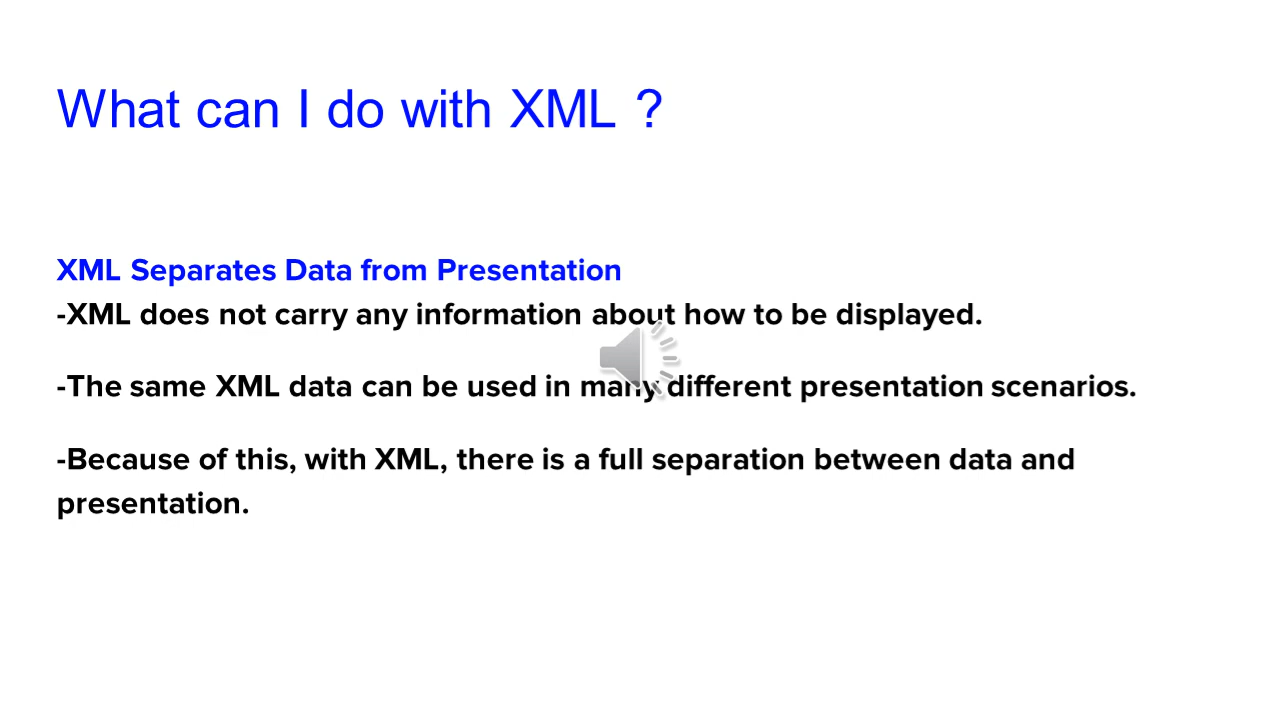 What can I do with XML ?
XML Separates Data from Presentation
-XML does not carry any information about how to be displayed.
-The same XML data can be used in many different presentation scenarios.
-Because of this, with XML, there is a full separation between data and
presentation.